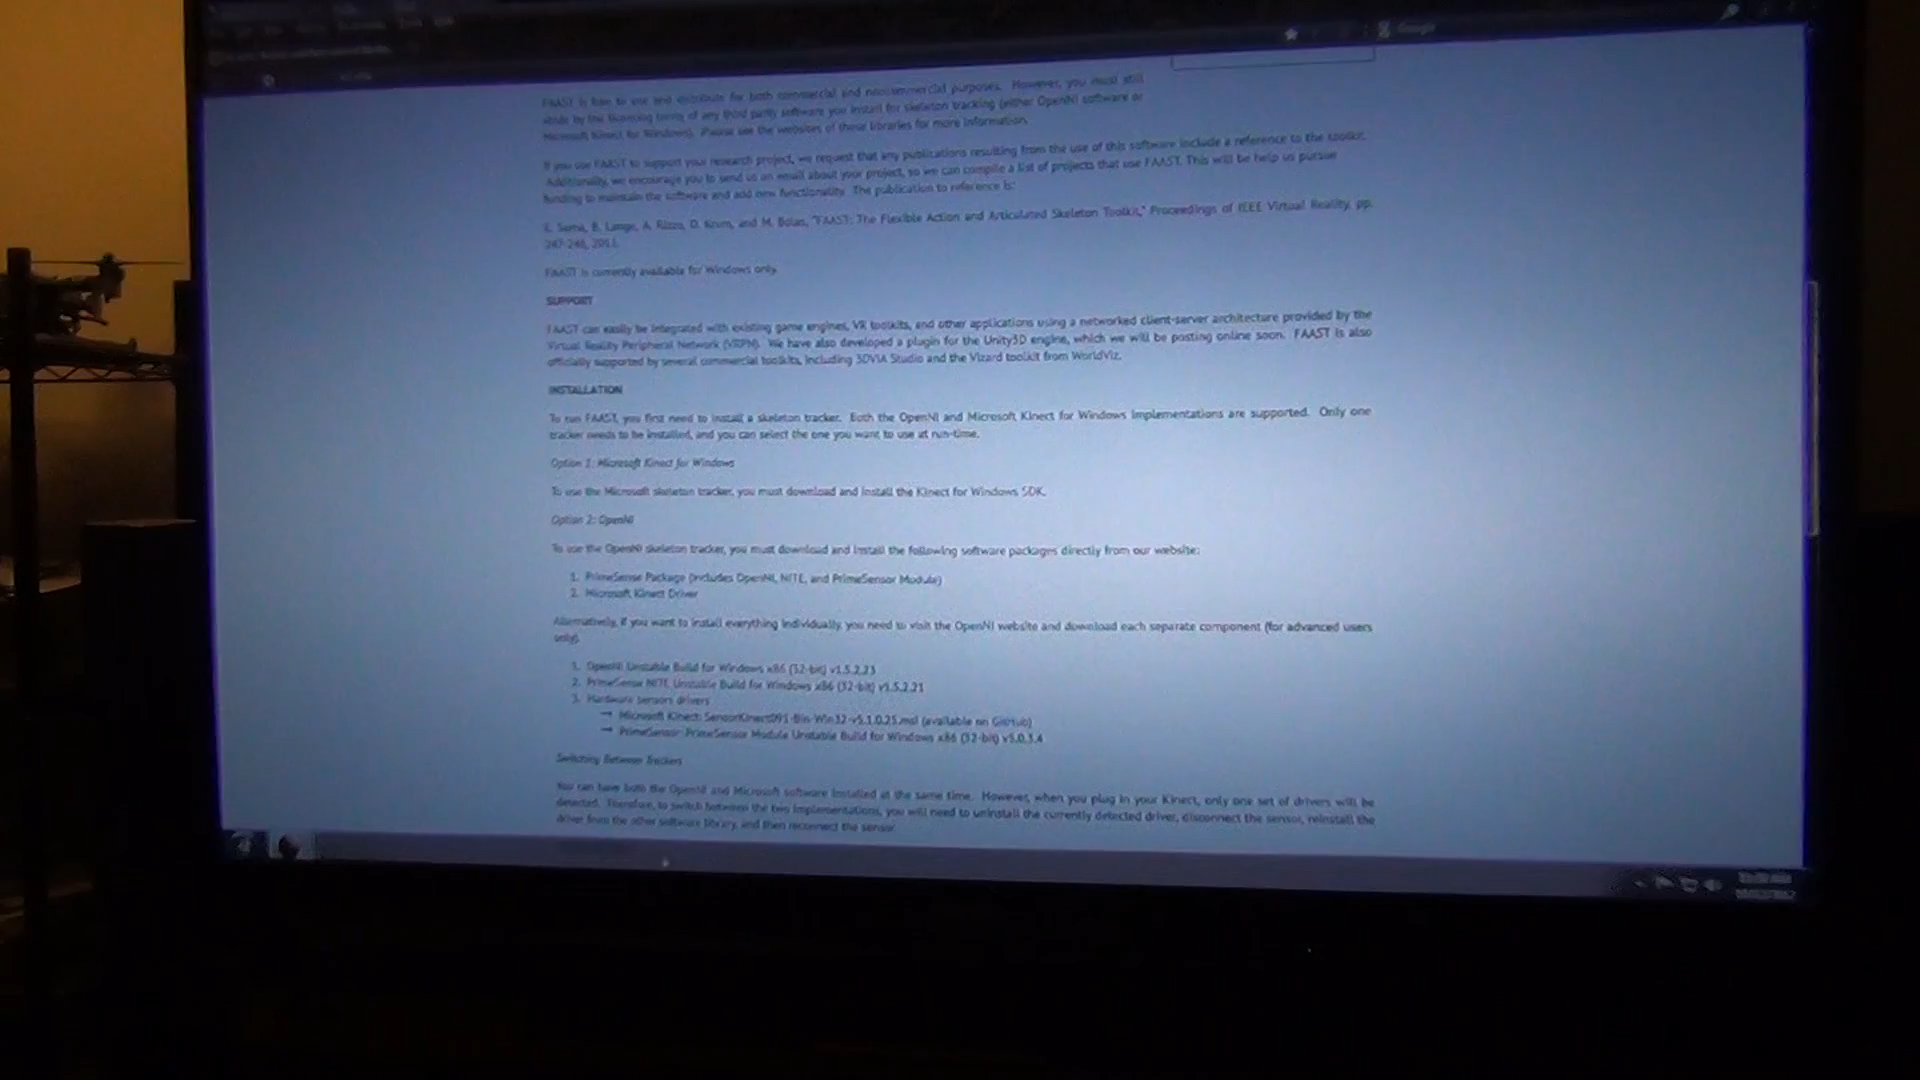 Google
FAAST is free to use and distribute for both commercial and noncommercial purposes. However, you must still
abide by the licensing terms of any third party software you install for skeleton tracking (either OpenNI software or
Microsoft Kinect for Windows). Please see the websites of those libraries for more information.
If you use FAAST to support your research project, we request that any publications resulting from the use of this software include a reference to the toolkit.
Additionally, we encourage you to send us an email about your project, so we can compile a list of projects that use FAAST. This will be help us pursue
funding to maintain the software and add new functionality. The publication to reference is:
E. Suma, B. Lange, A. Rizzo, D. Krum, and M. Bolas, "FAAST: The Flexible Action and Articulated Skeleton Toolkit," Proceedings of IEEE Virtual Reality, pp.
247-248, 2011.
FAAST is currently available for Windows only.
SUPPORT
FAAST can easily be integrated with existing game engines, VR toolkits, and other applications using a networked client-server architecture provided by the
Virtual Reality Peripheral Network (VRPN). We have also developed a plugin for the Unity3D engine, which we will be posting online soon. FAAST is also
officially supported by several commercial toolkits, including 3DVIA Studio and the Vizard toolkit from WorldViz.
INSTALLATION
To run FAAST, you first need to install a skeleton tracker. Both the OpenNI and Microsoft Kinect for Windows implementations are supported. Only one
tracker needs to be installed, and you can select the one you want to use at run-time.
Option 1: Microsoft Kinect for Windows
To use the Microsoft skeleton tracker, you must download and install the Kinect for Windows SDK.
Option 2: OpenNI
To use the OpenNI skeleton tracker, you must download and install the following software packages directly from our website:
1. PrimeSense Package (includes OpenNI, NITE, and PrimeSensor Module)
2. Microsoft Kinect Driver
Alternatively, if you want to install everything individually, you need to visit the OpenNI website and download each separate component (for advanced users
only).
1. OpenNI Unstable Build for Windows x86 (32-bit) v1.5.2.23
2. PrimeSense NITE Unstable Build for Windows x86 (32-bit) v1.5.2.21
3. Hardware sensors drivers
→ Microsoft Kinect: SensorKinect091-Bin-Win32-v5.1.0.25.msi (available on GitHub)
→ PrimeSensor: PrimeSensor Module Unstable Build for Windows x86 (32-bit) v5.0.3.4
Switching Between Trackers
You can have both the OpenNI and Microsoft software installed at the same time. However, when you plug in your Kinect, only one set of drivers will be
detected. Therefore, to switch between the two implementations, you will need to uninstall the currently detected driver, disconnect the sensor, reinstall the
driver from the other software library, and then reconnect the sensor.